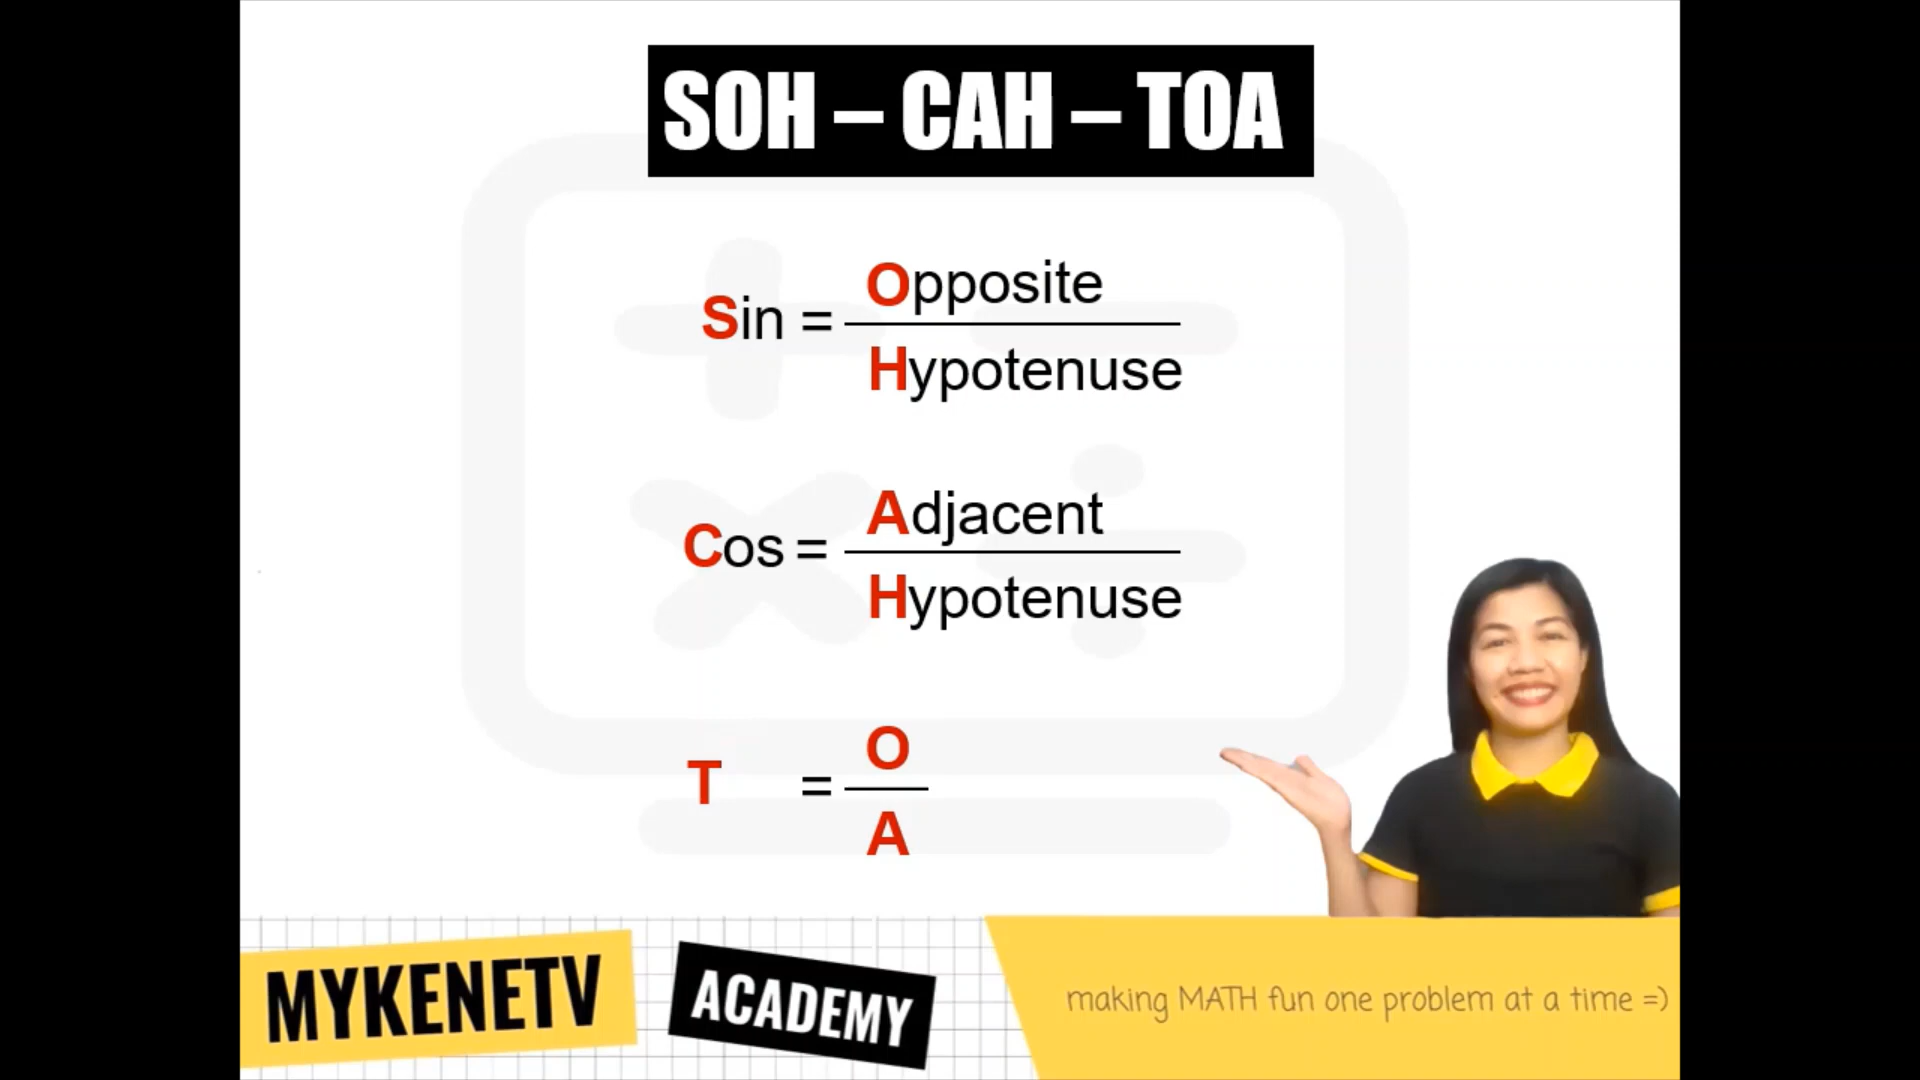 SOH – CAH – TOA
Sin = Opposite
Hypotenuse
Cos = Adjacent
Hypotenuse
T = O
A
MYKENETV ACADEMY
making MATH fun one problem at a time =)